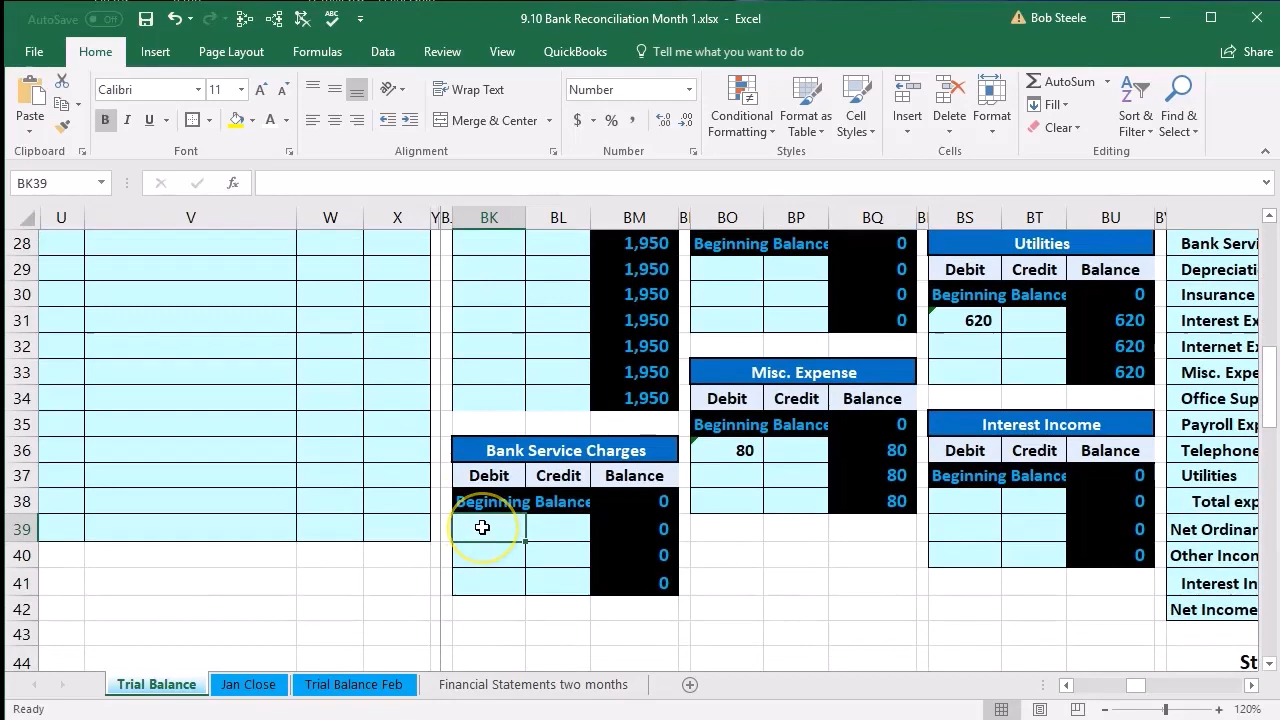 AutoSave Off 9.10 Bank Reconciliation Month 1.xlsx - Excel Bob Steele
File Home Insert Page Layout Formulas Data Review View QuickBooks Tell me what you want to do Share
Calibri 11 Wrap Text Number AutoSum
Paste B I U A Merge & Center $ % , Conditional Formatting Format as Table Cell Styles Insert Delete Format Fill Clear Sort & Filter Find & Select
Clipboard Font Alignment Number Styles Cells Editing
BK39 fx
U V W X Y BK BL BM BO BP BQ BS BT BU
28 1,950 Beginning Balance 0 Utilities Bank Servi
29 1,950 0 Debit Credit Balance Depreciati
30 1,950 0 Beginning Balance 0 Insurance
31 1,950 0 620 620 Interest Ex
32 1,950 620 Internet Ex
33 1,950 Misc. Expense 620 Misc. Expe
34 1,950 Debit Credit Balance Office Sup
35 Beginning Balance 0 Interest Income Payroll Exp
36 Bank Service Charges 80 80 Debit Credit Balance Telephone
37 Debit Credit Balance 80 Beginning Balance 0 Utilities
38 Beginning Balance 0 80 0 Total exp
39 0 0 Net Ordinar
40 0 0 Other Incon
41 0 Interest In
42 Net Income
43
44 St
Trial Balance Jan Close Trial Balance Feb Financial Statements two months
Ready 120%